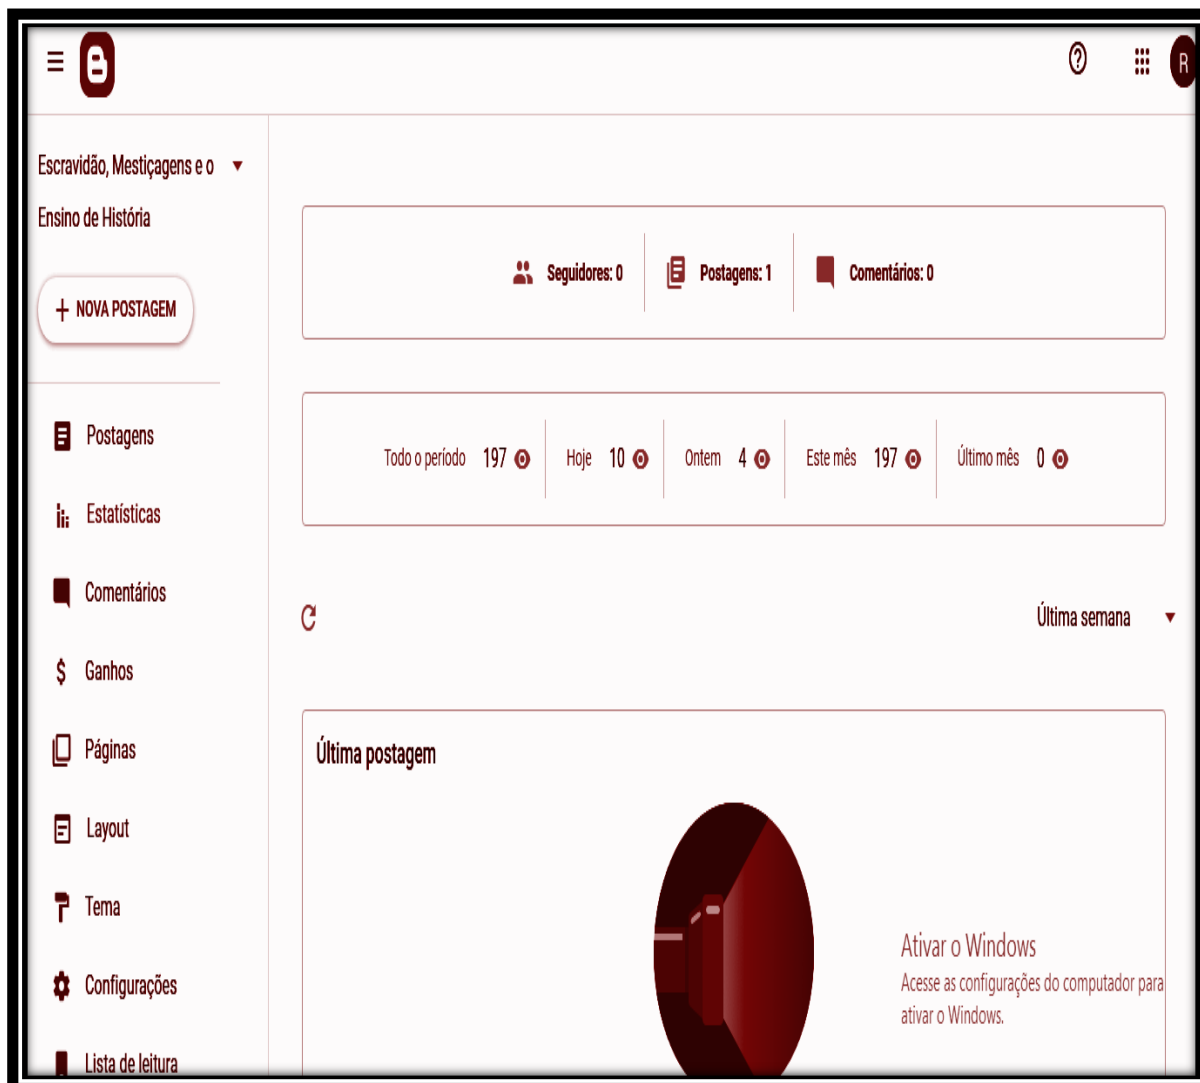 R
Escravidão, Mestiçagens e o
Ensino de História
NOVA POSTAGEM
Postagens
Estatísticas
Comentários
Ganhos
Páginas
Layout
Tema
Configurações
Lista de leitura
Seguidores: 0
Postagens: 1
Comentários: 0
Todo o período 197
Hoje 10
Ontem 4
Este mês 197
Último mês 0
Última semana
Última postagem
Ativar o Windows
Acesse as configurações do computador para
ativar o Windows.